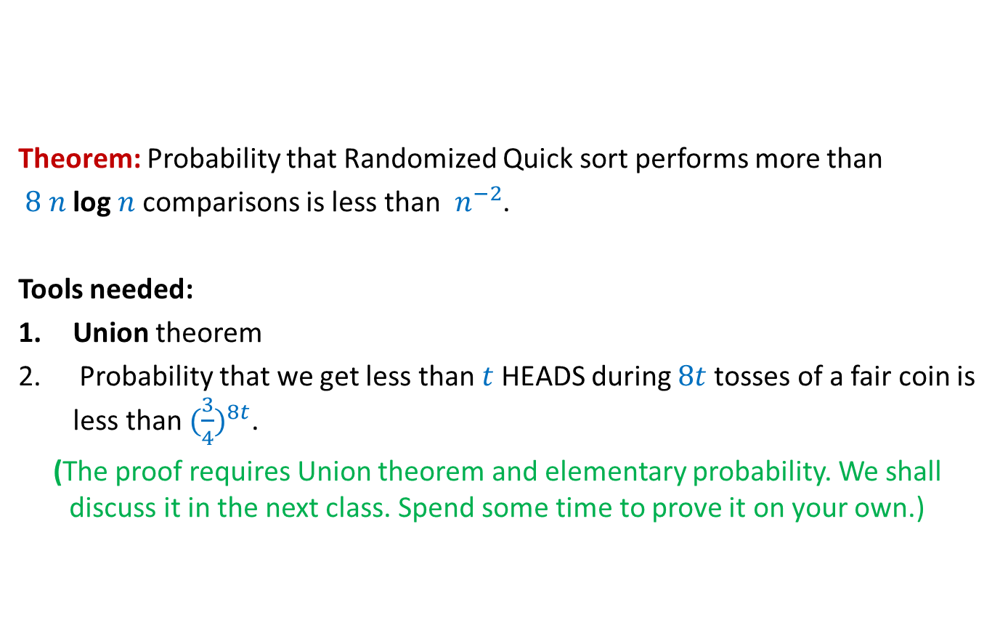 Theorem: Probability that Randomized Quick sort performs more than
8 n log n comparisons is less than n⁻².
Tools needed:
1. Union theorem
2. Probability that we get less than t HEADS during 8t tosses of a fair coin is
less than (3/4)^{8t}.
(The proof requires Union theorem and elementary probability. We shall
discuss it in the next class. Spend some time to prove it on your own.)